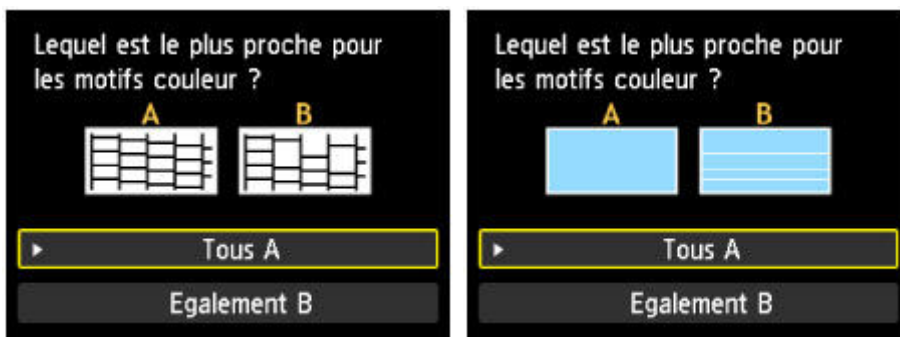 Lequel est le plus proche pour
les motifs couleur ?
A B
Tous A
Egalement B
Lequel est le plus proche pour
les motifs couleur ?
A B
Tous A
Egalement B